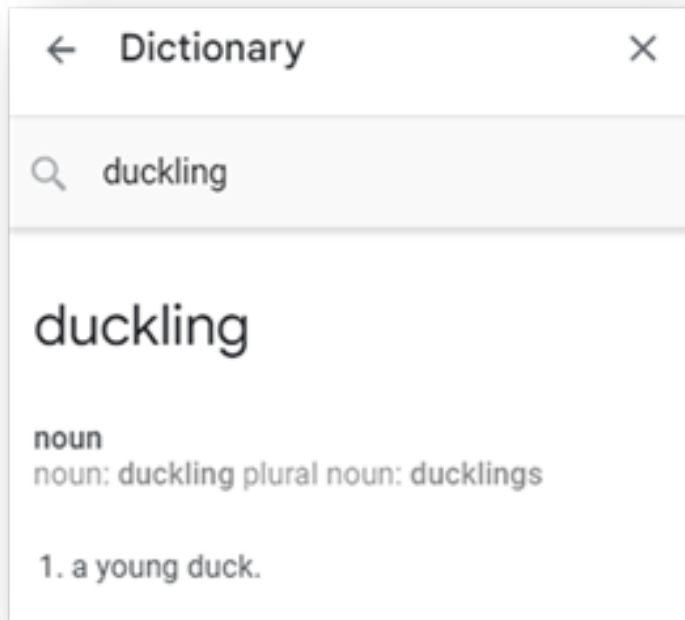 Dictionary
duckling
duckling
noun
noun: duckling plural noun: ducklings
1. a young duck.